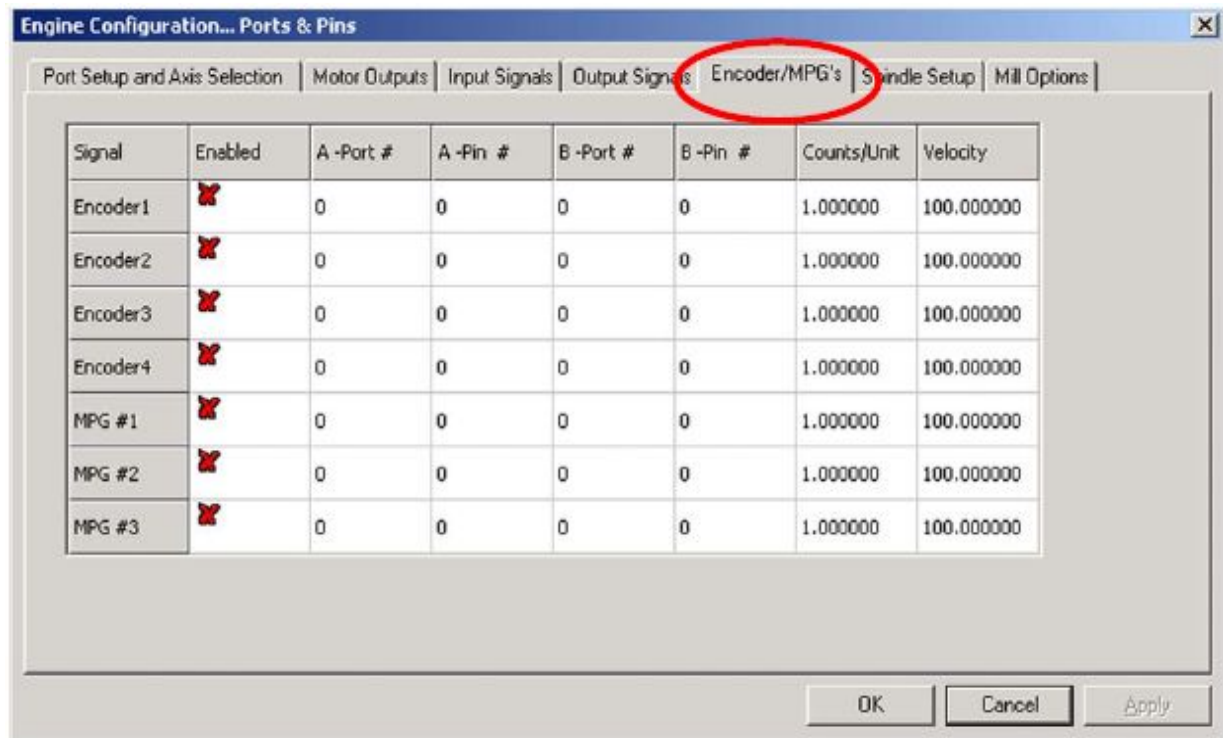 Engine Configuration... Ports & Pins
Port Setup and Axis Selection Motor Outputs Input Signals Output Signals Encoder/MPG's Spindle Setup Mill Options
Signal Enabled A -Port # A -Pin # B -Port # B -Pin # Counts/Unit Velocity
Encoder1 0 0 0 0 1.000000 100.000000
Encoder2 0 0 0 0 1.000000 100.000000
Encoder3 0 0 0 0 1.000000 100.000000
Encoder4 0 0 0 0 1.000000 100.000000
MPG #1 0 0 0 0 1.000000 100.000000
MPG #2 0 0 0 0 1.000000 100.000000
MPG #3 0 0 0 0 1.000000 100.000000
OK Cancel Apply